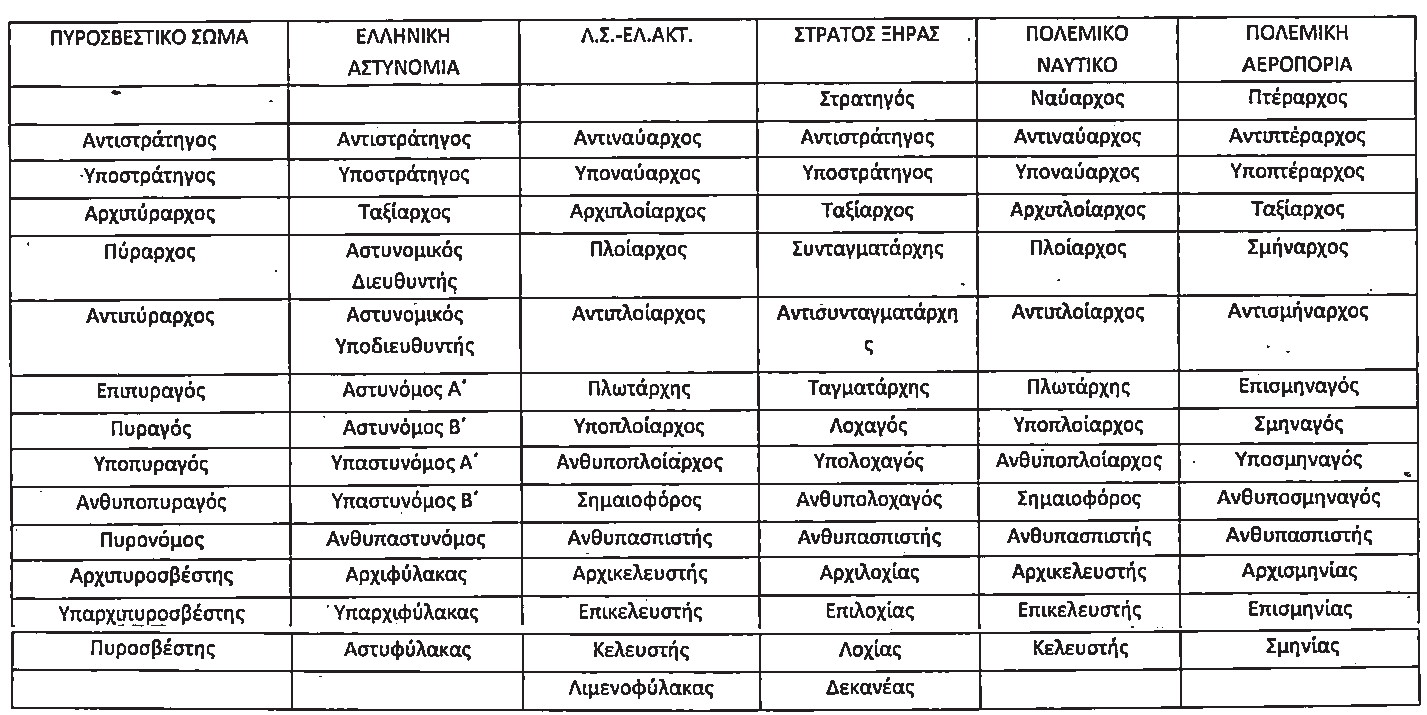 ΠΥΡΟΣΒΕΣΤΙΚΟ ΣΩΜΑ ΕΛΛΗΝΙΚΗ ΑΣΤΥΝΟΜΙΑ Λ.Σ.-ΕΛ.ΑΚΤ. ΣΤΡΑΤΟΣ ΞΗΡΑΣ ΠΟΛΕΜΙΚΟ ΝΑΥΤΙΚΟ ΠΟΛΕΜΙΚΗ ΑΕΡΟΠΟΡΙΑ
Στρατηγός Ναύαρχος Πτέραρχος
Αντιστράτηγος Αντιστράτηγος Αντιναύαρχος Αντιστράτηγος Αντιναύαρχος Αντιπτέραρχος
Υποστράτηγος Υποστράτηγος Υποναύαρχος Υποστράτηγος Υποναύαρχος Υποπτέραρχος
Αρχιπύραρχος Ταξίαρχος Αρχιπλοίαρχος Ταξίαρχος Αρχιπλοίαρχος Ταξίαρχος
Πύραρχος Αστυνομικός Διευθυντής Πλοίαρχος Συνταγματάρχης Πλοίαρχος Σμήναρχος
Αντιπύραρχος Αστυνομικός Υποδιευθυντής Αντιπλοίαρχος Αντισυνταγματάρχης Αντιπλοίαρχος Αντισμήναρχος
Επιπυραγός Αστυνόμος Α΄ Πλωτάρχης Ταγματάρχης Πλωτάρχης Επισμηναγός
Πυραγός Αστυνόμος Β΄ Υποπλοίαρχος Λοχαγός Υποπλοίαρχος Σμηναγός
Υποπυραγός Υπαστυνόμος Α΄ Ανθυποπλοίαρχος Υπολοχαγός Ανθυποπλοίαρχος Υποσμηναγός
Ανθυποπυραγός Υπαστυνόμος Β΄ Σημαιοφόρος Ανθυπολοχαγός Σημαιοφόρος Ανθυποσμηναγός
Πυρονόμος Ανθυπαστυνόμος Ανθυπασπιστής Ανθυπασπιστής Ανθυπασπιστής Ανθυπασπιστής
Αρχιπυροσβέστης Αρχιφύλακας Αρχικελευστής Αρχιλοχίας Αρχικελευστής Αρχισμηνίας
Υπαρχιπυροσβέστης Υπαρχιφύλακας Επικελευστής Επιλοχίας Επικελευστής Επισμηνίας
Πυροσβέστης Αστυφύλακας Κελευστής Λοχίας Κελευστής Σμηνίας
Λιμενοφύλακας Δεκανέας